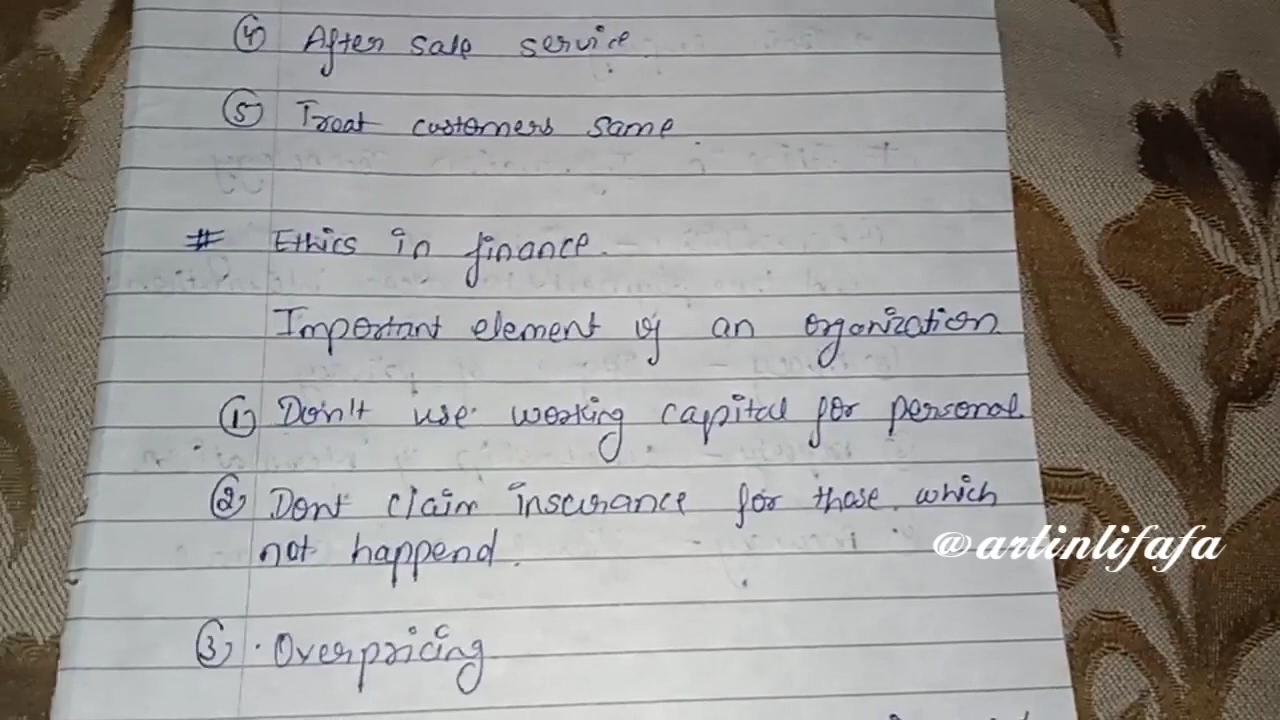 ④ After sale service
⑤ Treat customers same
# Ethics in finance.
Important element of an organization
① Don't use working capital for personal.
② Dont claim insurance for those which
not happend.
③ Overpricing
@artinlifafa